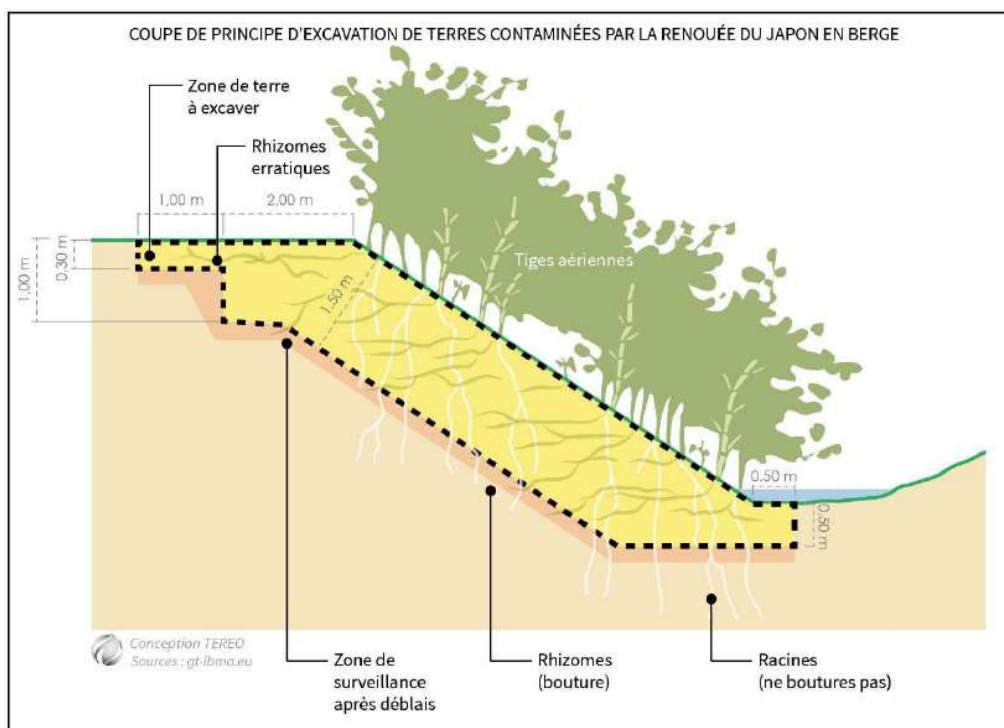 COUPE DE PRINCIPE D'EXCAVATION DE TERRES CONTAMINÉES PAR LA RENOUÉE DU JAPON EN BERGE
Zone de terre
à excaver
Rhizomes
erratiques
1,00 m
2,00 m
0,30 m
1,00 m
1,50 m
Tiges aériennes
0,50 m
0,50 m
Conception TEREO
Sources : gt-ibma.eu
Zone de
surveillance
après déblais
Rhizomes
(bouture)
Racines
(ne boutures pas)